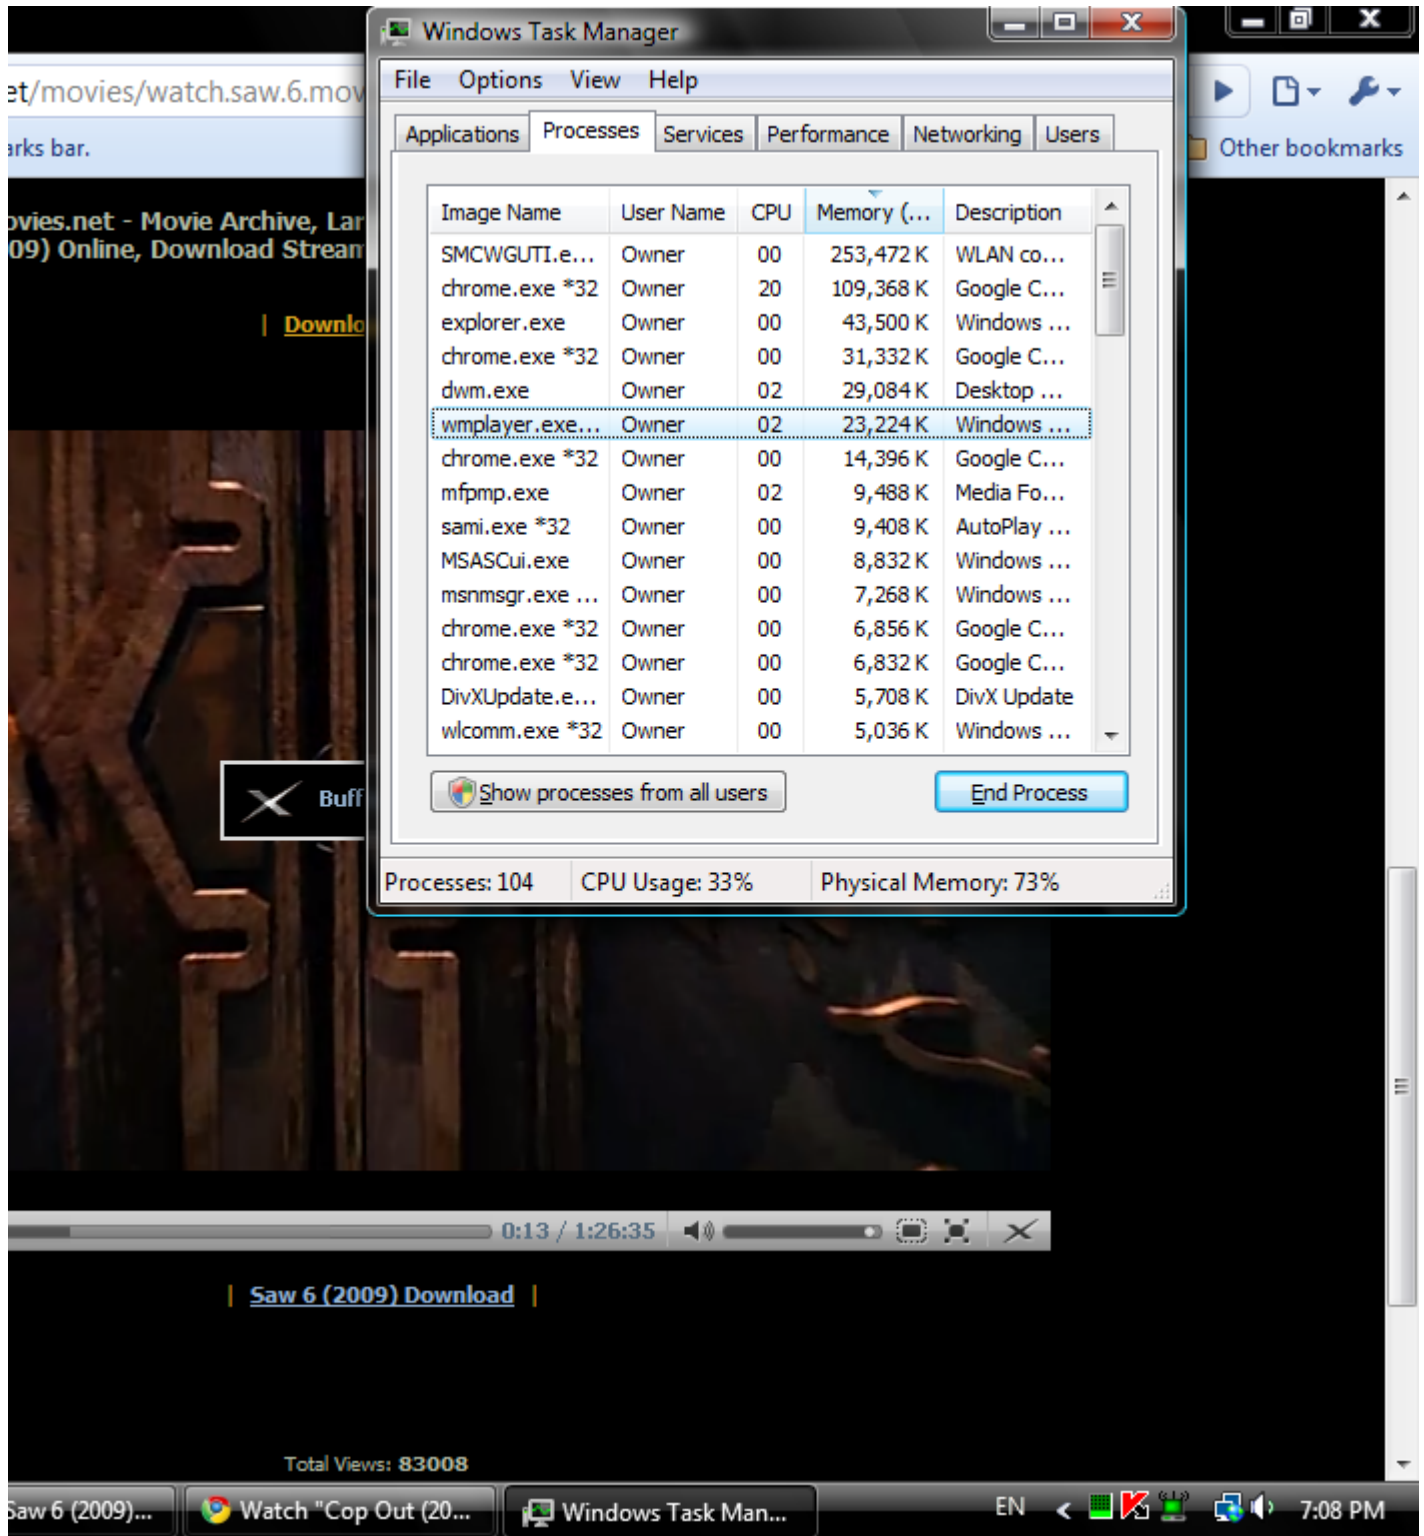 Windows Task Manager
File Options View Help
et/movies/watch.saw.6.mov
Applications Processes Services Performance Networking Users
arks bar.
Other bookmarks
ovies.net - Movie Archive, Lar
09) Online, Download Stream
Image Name User Name CPU Memory (... Description
SMCWGUTI.e... Owner 00 253,472 K WLAN co...
chrome.exe *32 Owner 20 109,368 K Google C...
| Downlo
explorer.exe Owner 00 43,500 K Windows ...
chrome.exe *32 Owner 00 31,332 K Google C...
dwm.exe Owner 02 29,084 K Desktop ...
wmplayer.exe... Owner 02 23,224 K Windows ...
chrome.exe *32 Owner 00 14,396 K Google C...
mfpmp.exe Owner 02 9,488 K Media Fo...
sami.exe *32 Owner 00 9,408 K AutoPlay ...
MSASCui.exe Owner 00 8,832 K Windows ...
msnmsgr.exe ... Owner 00 7,268 K Windows ...
chrome.exe *32 Owner 00 6,856 K Google C...
chrome.exe *32 Owner 00 6,832 K Google C...
DivXUpdate.e... Owner 00 5,708 K DivX Update
wlcomm.exe *32 Owner 00 5,036 K Windows ...
Buff
Show processes from all users End Process
Processes: 104 CPU Usage: 33% Physical Memory: 73%
0:13 / 1:26:35
| Saw 6 (2009) Download |
Total Views: 83008
Saw 6 (2009)... Watch "Cop Out (20... Windows Task Man... EN < 7:08 PM